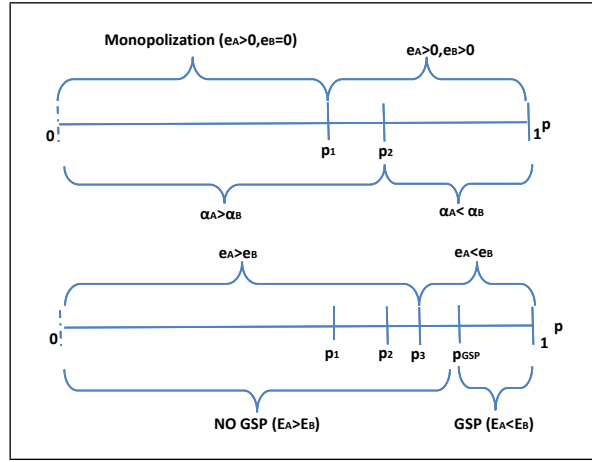 Monopolization (eA>0,eB=0)
eA>0,eB>0
0 p1 p2 1 p
αA>αB αA< αB
eA>eB eA<eB
0 p1 p2 p3 pGSP 1 p
NO GSP (EA>EB) GSP (EA<EB)